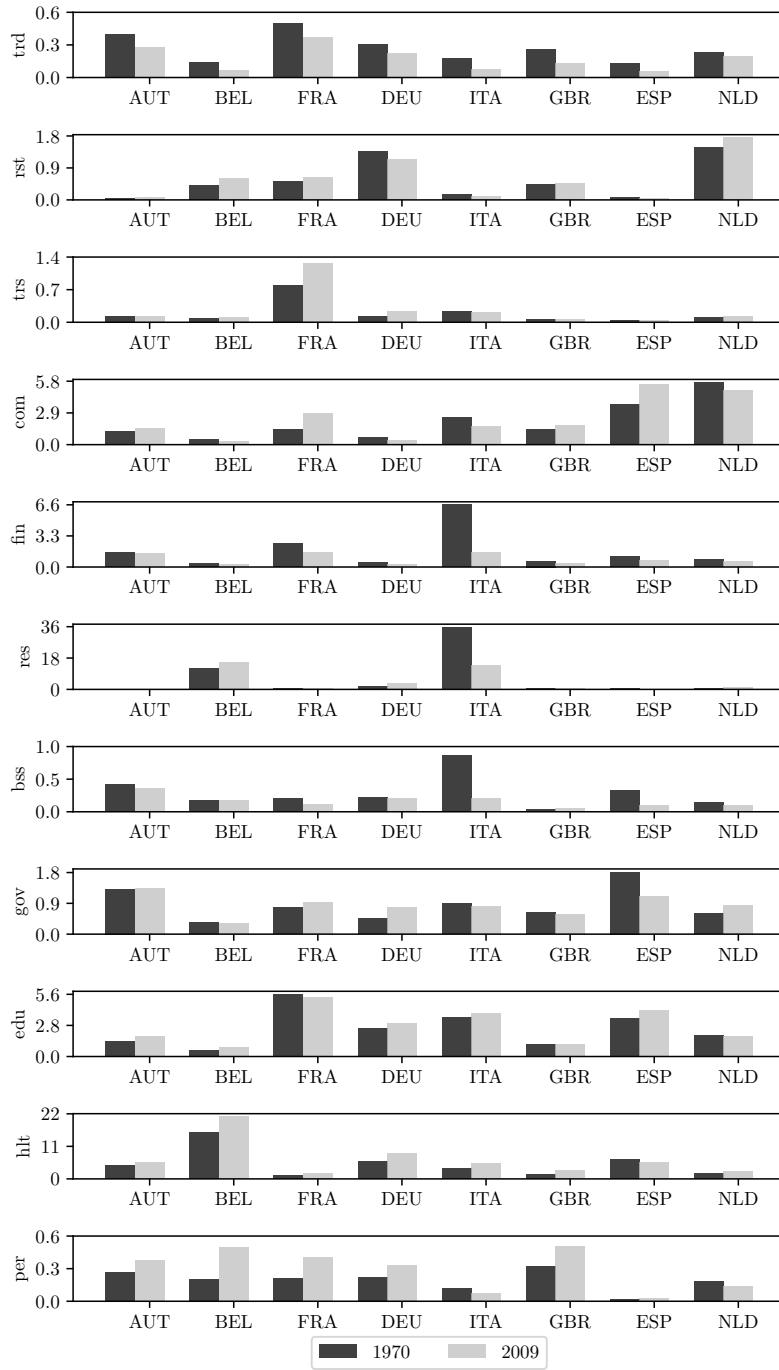 trd
0.6
0.3
0.0
AUT BEL FRA DEU ITA GBR ESP NLD
rst
1.8
0.9
0.0
AUT BEL FRA DEU ITA GBR ESP NLD
trs
1.4
0.7
0.0
AUT BEL FRA DEU ITA GBR ESP NLD
com
5.8
2.9
0.0
AUT BEL FRA DEU ITA GBR ESP NLD
fin
6.6
3.3
0.0
AUT BEL FRA DEU ITA GBR ESP NLD
res
36
18
0
AUT BEL FRA DEU ITA GBR ESP NLD
bss
1.0
0.5
0.0
AUT BEL FRA DEU ITA GBR ESP NLD
gov
1.8
0.9
0.0
AUT BEL FRA DEU ITA GBR ESP NLD
edu
5.6
2.8
0.0
AUT BEL FRA DEU ITA GBR ESP NLD
hlt
22
11
0
AUT BEL FRA DEU ITA GBR ESP NLD
per
0.6
0.3
0.0
AUT BEL FRA DEU ITA GBR ESP NLD
1970 2009